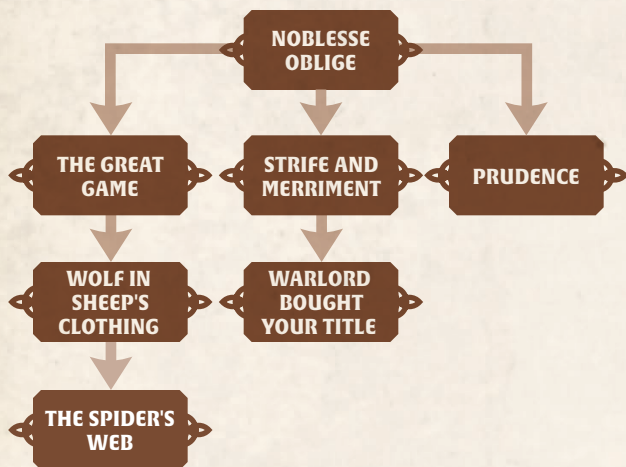 NOBLESSE
OBLIGE
THE GREAT
GAME
STRIFE AND
MERRIMENT
PRUDENCE
WOLF IN
SHEEP'S
CLOTHING
WARLORD
BOUGHT
YOUR TITLE
THE SPIDER'S
WEB